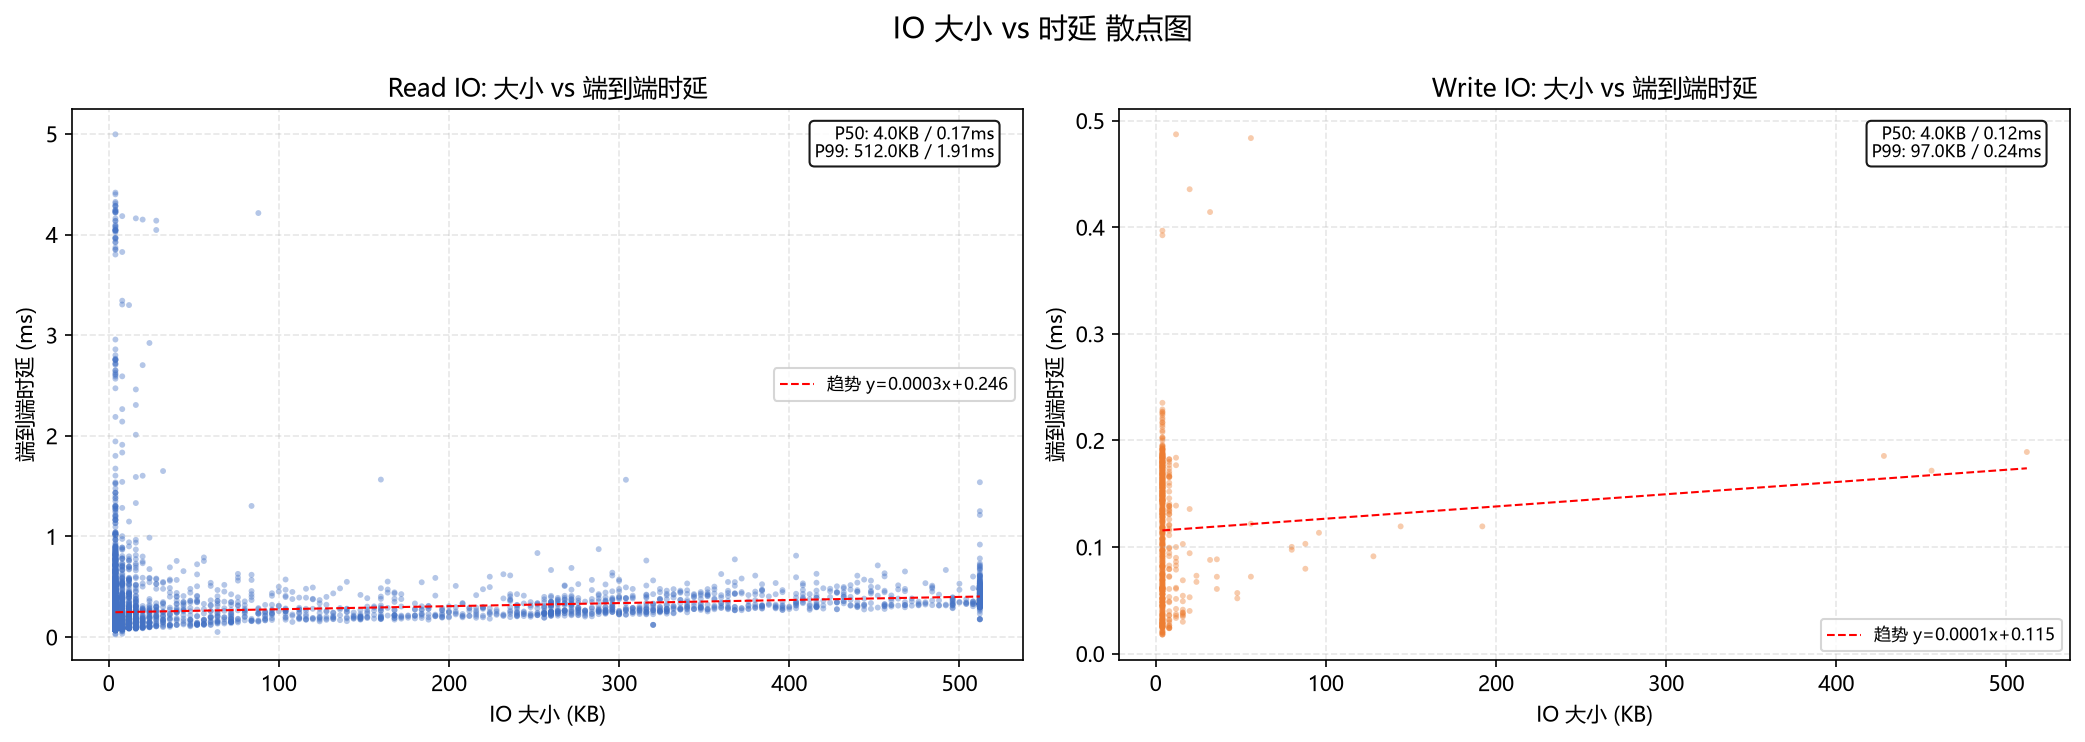 IO 大小 vs 时延 散点图
Read IO: 大小 vs 端到端时延
P50: 4.0KB / 0.17ms
P99: 512.0KB / 1.91ms
趋势 y=0.0003x+0.246
端到端时延 (ms)
5
4
3
2
1
0
0 100 200 300 400 500
IO 大小 (KB)
Write IO: 大小 vs 端到端时延
P50: 4.0KB / 0.12ms
P99: 97.0KB / 0.24ms
趋势 y=0.0001x+0.115
端到端时延 (ms)
0.5
0.4
0.3
0.2
0.1
0.0
0 100 200 300 400 500
IO 大小 (KB)